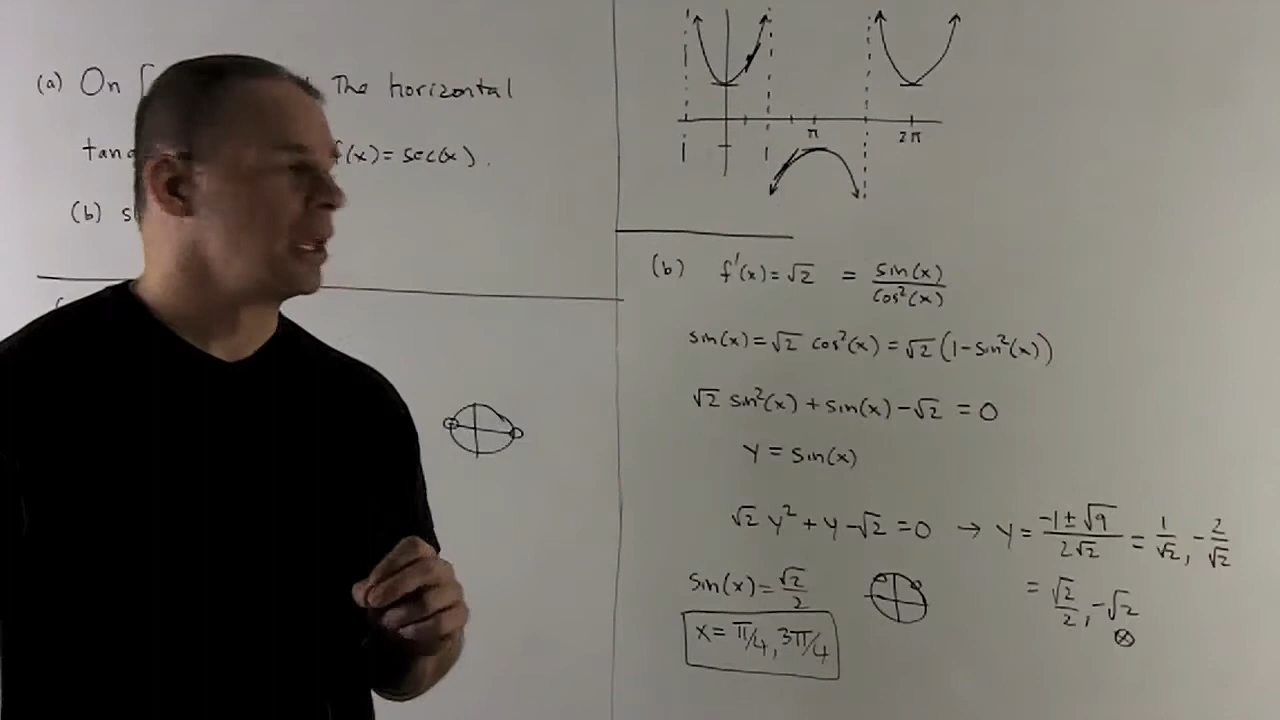 (a) On [ The horizontal
tan f(x) = sec(x).
(b) s
π
2π
(b) f'(x) = √2 = sin(x)/cos²(x)
sin(x) = √2 cos²(x) = √2 (1 - sin²(x))
√2 sin²(x) + sin(x) - √2 = 0
y = sin(x)
√2 y² + y - √2 = 0 → y = (-1 ± √9)/(2√2) = 1/√2, -2/√2
= √2/2, -√2
⊗
sin(x) = √2/2
x = π/4, 3π/4